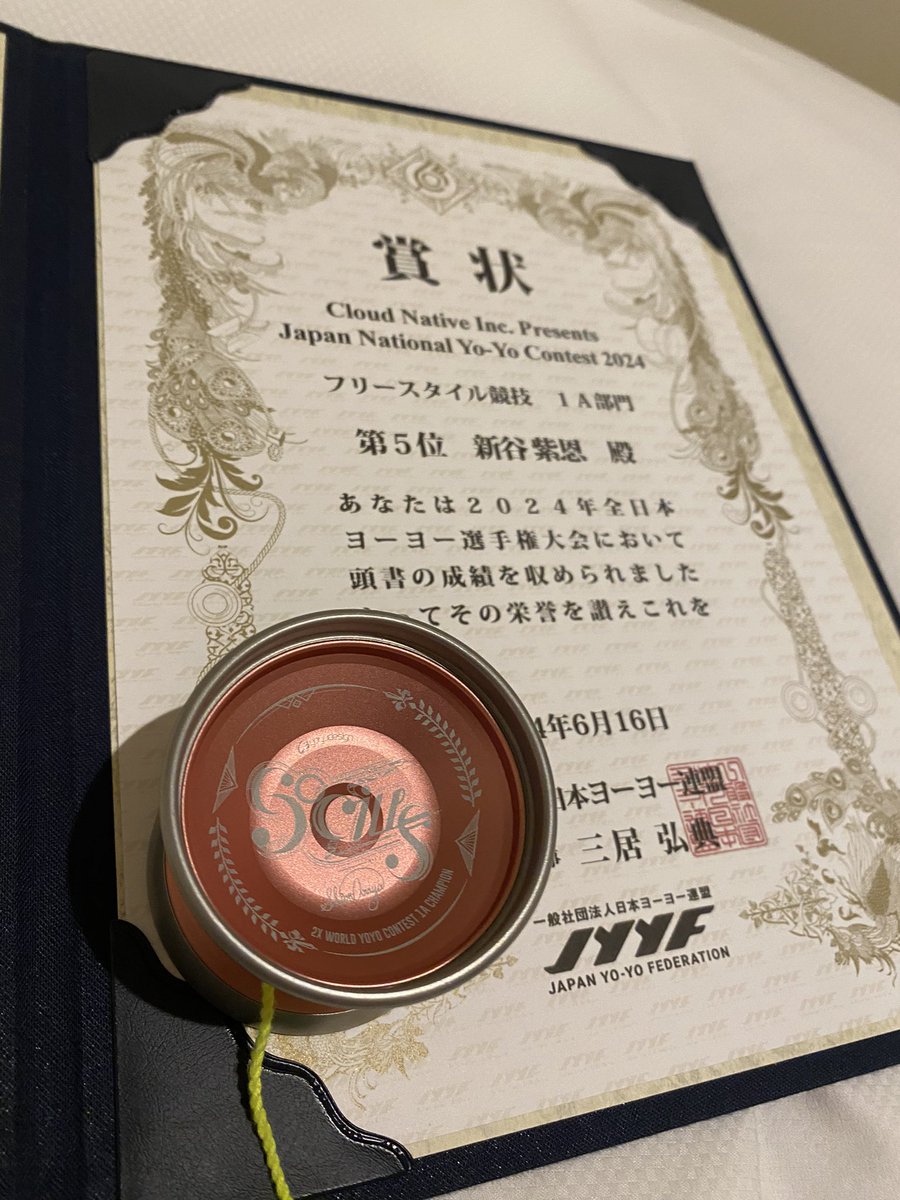 賞状
Cloud Native Inc. Presents
Japan National Yo-Yo Contest 2024
フリースタイル競技 1A部門
第5位 新谷紫恩 殿
あなたは2024年全日本
ヨーヨー選手権大会において
頭書の成績を収められました
てその栄誉を讃えこれを
4年6月16日
本ヨーヨー連盟
三居 弘典
一般社団法人日本ヨーヨー連盟
JYYF
JAPAN YO-YO FEDERATION
2X WORLD YOYO CONTEST 1A CHAMPION